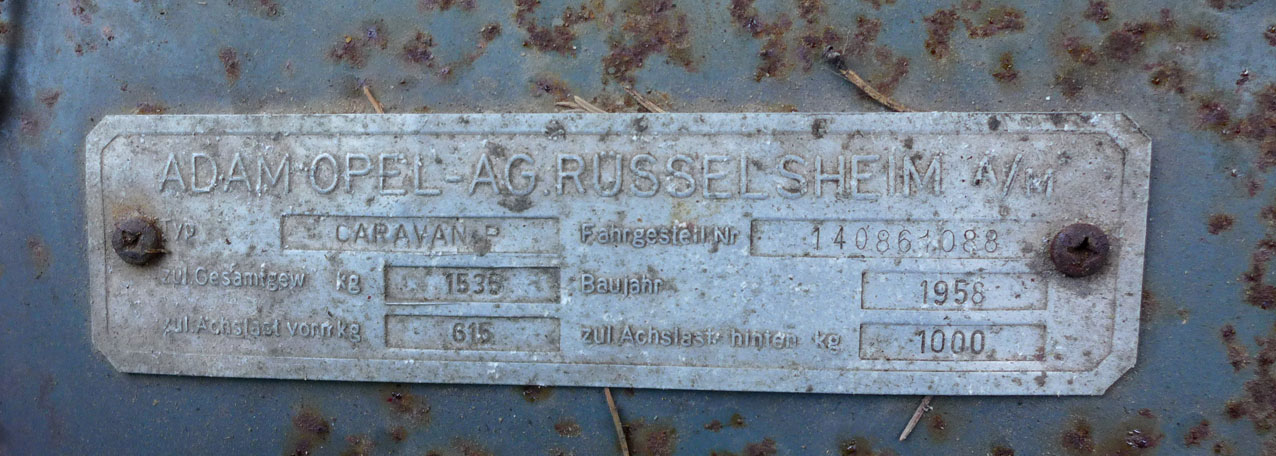 ADAM OPEL-AG.RÜSSELSHEIM A/M
Typ CARAVAN P Fahrgestell Nr 140861088
zul.Gesamtgew kg 1535 Baujahr 1958
zul.Achslast vorn kg 615 zul.Achslast hinten kg 1000